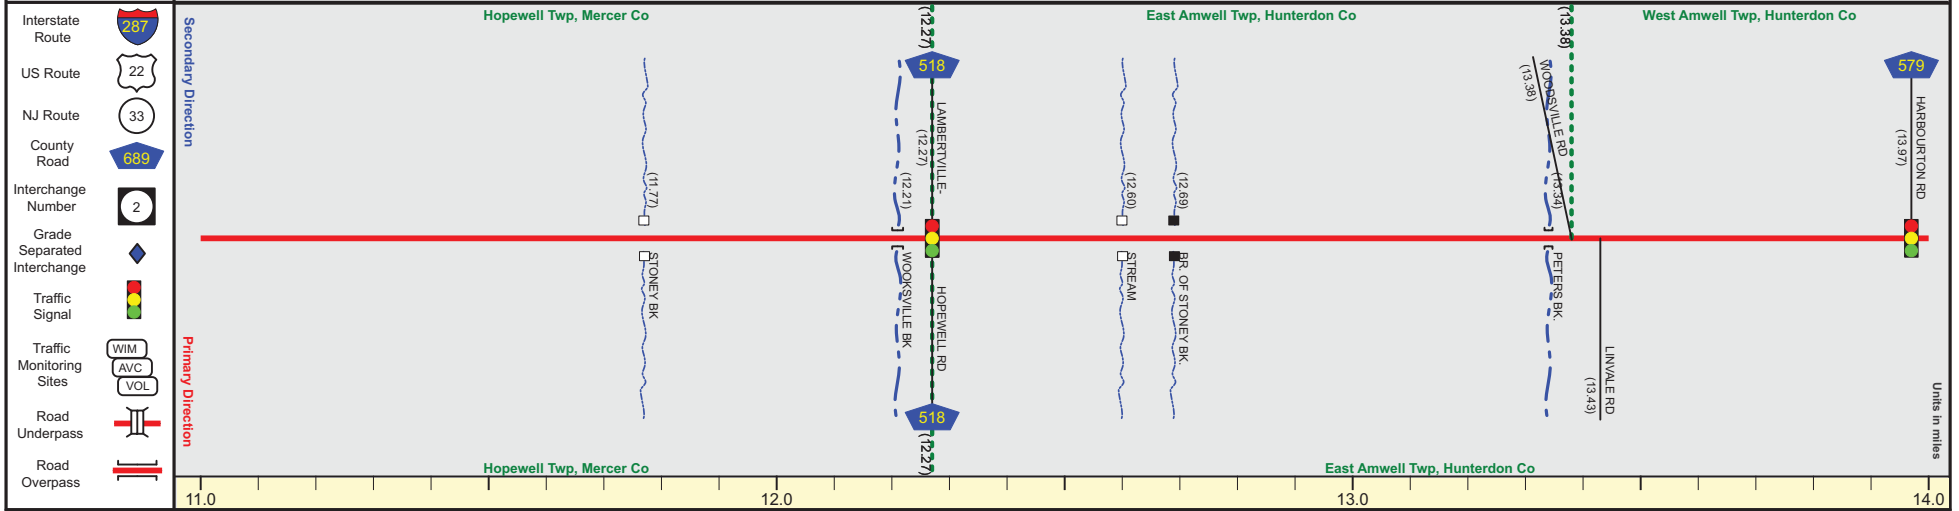 Interstate
Route
287
US Route
22
NJ Route
33
County
Road
689
Interchange
Number
2
Grade
Separated
Interchange
Traffic
Signal
Traffic
Monitoring
Sites
WIM
AVC
VOL
Road
Underpass
Road
Overpass
Secondary Direction
Primary Direction
Hopewell Twp, Mercer Co
(12.27)
East Amwell Twp, Hunterdon Co
(13.38)
West Amwell Twp, Hunterdon Co
(11.77)
STONEY BK
(12.21)
WOOKSVILLE BK
518
LAMBERTVILLE-
(12.27)
HOPEWELL RD
518
(12.27)
(12.60)
STREAM
(12.69)
BR. OF STONEY BK.
WOODSVILLE RD
(13.38)
(13.34)
PETERS BK.
LINVALE RD
(13.43)
579
HARBOURTON RD
(13.97)
Units in miles
Hopewell Twp, Mercer Co
East Amwell Twp, Hunterdon Co
11.0
12.0
13.0
14.0